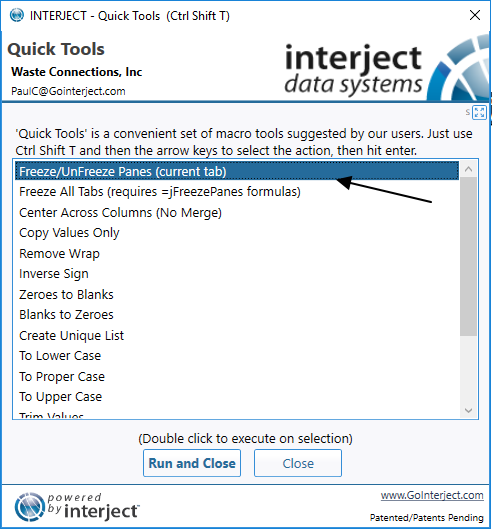 INTERJECT - Quick Tools  (Ctrl Shift T)
Quick Tools
Waste Connections, Inc
PaulC@Gointerject.com
interject
data systems
s
'Quick Tools' is a convenient set of macro tools suggested by our users. Just use
Ctrl Shift T and then the arrow keys to select the action, then hit enter.
Freeze/UnFreeze Panes (current tab)
Freeze All Tabs (requires =jFreezePanes formulas)
Center Across Columns (No Merge)
Copy Values Only
Remove Wrap
Inverse Sign
Zeroes to Blanks
Blanks to Zeroes
Create Unique List
To Lower Case
To Proper Case
To Upper Case
Trim Values
(Double click to execute on selection)
Run and Close
Close
powered
by interject
www.GoInterject.com
Patented/Patents Pending